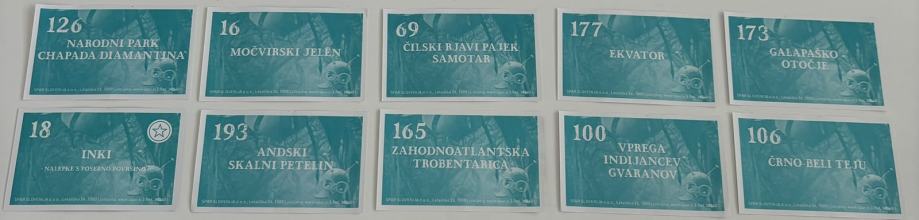 126
NARODNI PARK
CHAPADA DIAMANTINA
16
MOČVIRSKI JELEN
69
ČILSKI RJAVI PAJEK
SAMOTAR
177
EKVATOR
173
GALAPAŠKO
OTOČJE
18
INKI
NALEPKE S POSEBNO POVRŠINO
193
ANDSKI
SKALNI PETELIN
165
ZAHODNOATLANTSKA
TROBENTARICA
100
VPREGA
INDIJANCEV
GVARANOV
106
ČRNO-BELI TEJU